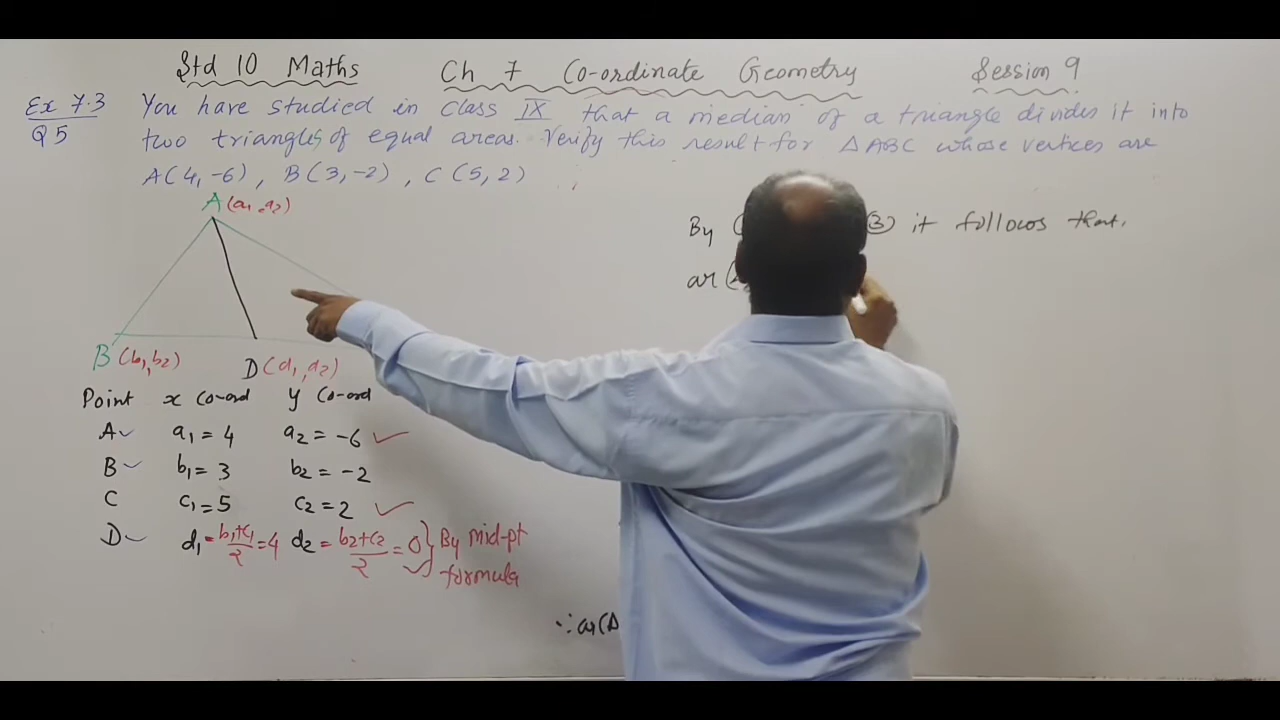 Std 10 Maths Ch 7 Co-ordinate Geometry Session 9
Ex 7.3 You have studied in class IX that a median of a triangle divides it into
Q 5 two triangles of equal areas. Verify this result for △ABC whose vertices are
A(4,-6), B(3,-2), C(5,2)
A (a1, a2)
By ③ it follows that,
ar(
B (b1, b2) D (d1, d2)
Point x co-ord y co-ord
A✓ a1 = 4 a2 = -6 ✓
B✓ b1 = 3 b2 = -2
C c1 = 5 c2 = 2 ✓
D✓ d1 = b1+c1/2 = 4 d2 = b2+c2/2 = 0 } By mid-pt
formula
∵ ar(△